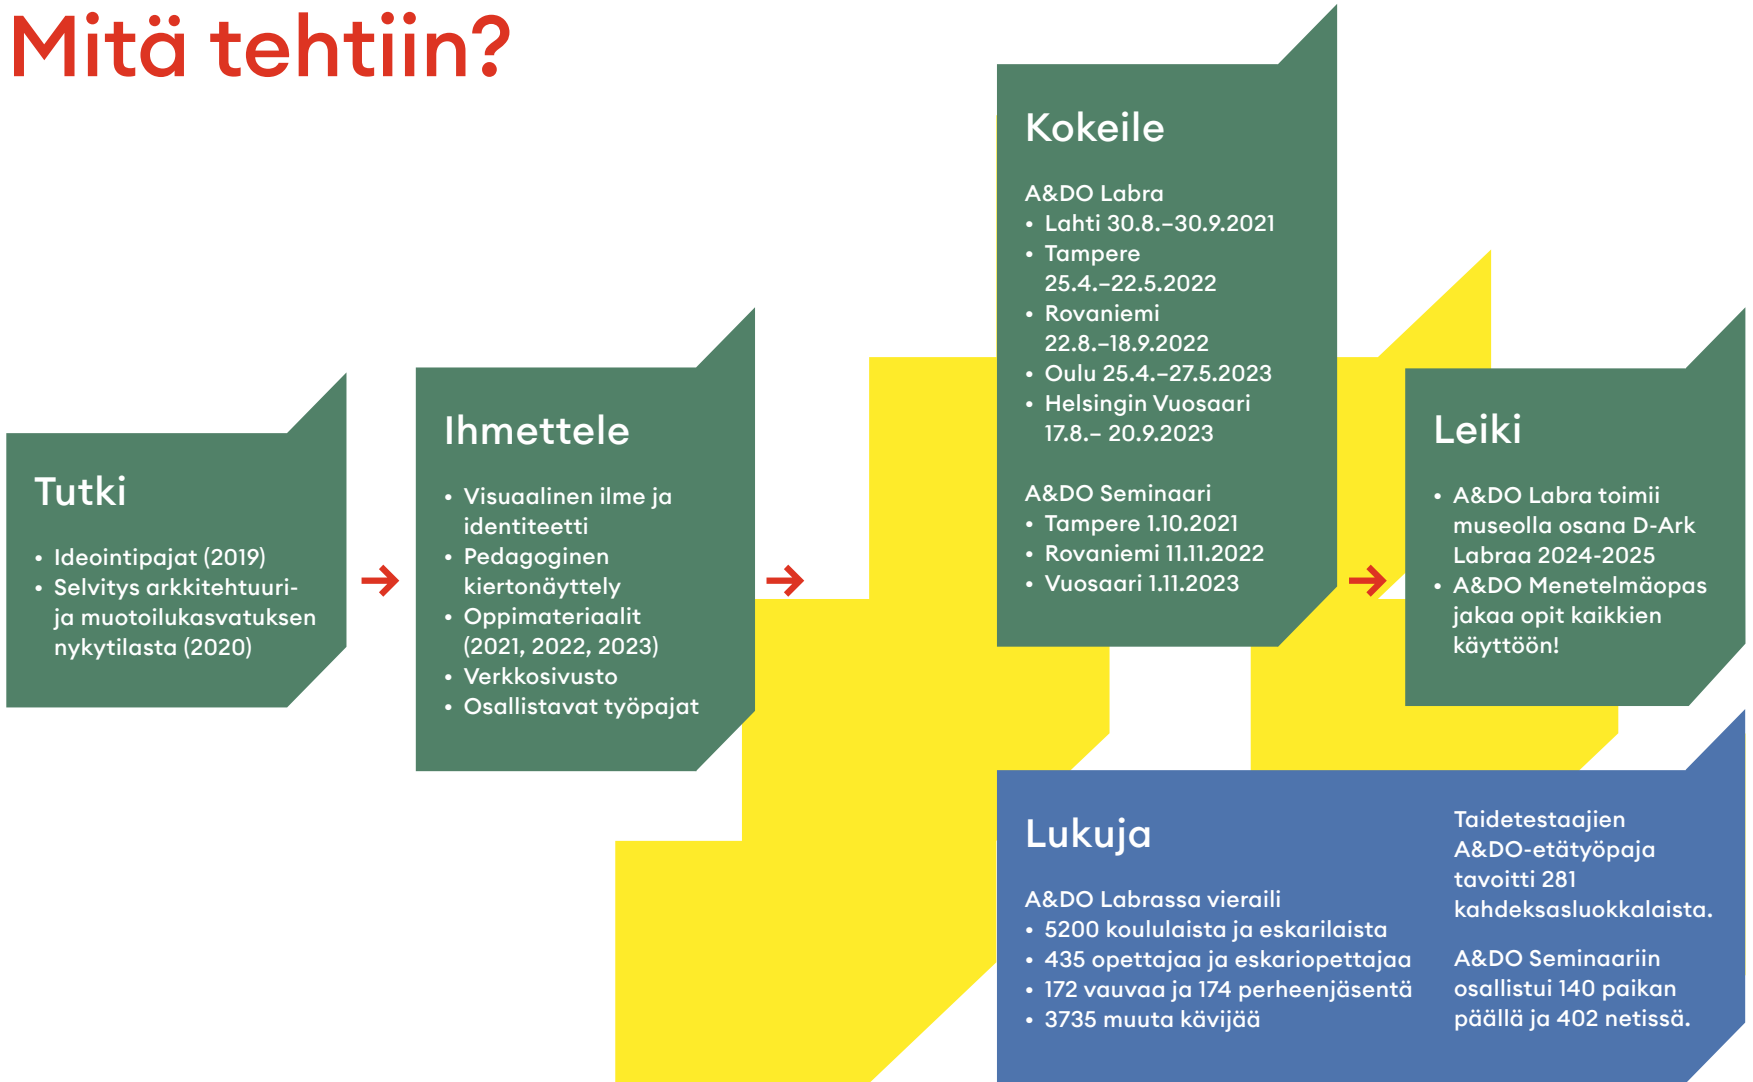 Mitä tehtiin?
Tutki
• Ideointipajat (2019)
• Selvitys arkkitehtuuri-
ja muotoilukasvatuksen
nykytilasta (2020)
Ihmettele
• Visuaalinen ilme ja
identiteetti
• Pedagoginen
kiertonäyttely
• Oppimateriaalit
(2021, 2022, 2023)
• Verkkosivusto
• Osallistavat työpajat
Kokeile
A&DO Labra
• Lahti 30.8.–30.9.2021
• Tampere
25.4.–22.5.2022
• Rovaniemi
22.8.–18.9.2022
• Oulu 25.4.–27.5.2023
• Helsingin Vuosaari
17.8.– 20.9.2023
A&DO Seminaari
• Tampere 1.10.2021
• Rovaniemi 11.11.2022
• Vuosaari 1.11.2023
Leiki
• A&DO Labra toimii
museolla osana D-Ark
Labraa 2024-2025
• A&DO Menetelmäopas
jakaa opit kaikkien
käyttöön!
Lukuja
A&DO Labrassa vieraili
• 5200 koululaista ja eskarilaista
• 435 opettajaa ja eskariopettajaa
• 172 vauvaa ja 174 perheenjäsentä
• 3735 muuta kävijää
Taidetestaajien
A&DO-etätyöpaja
tavoitti 281
kahdeksasluokkalaista.
A&DO Seminaariin
osallistui 140 paikan
päällä ja 402 netissä.